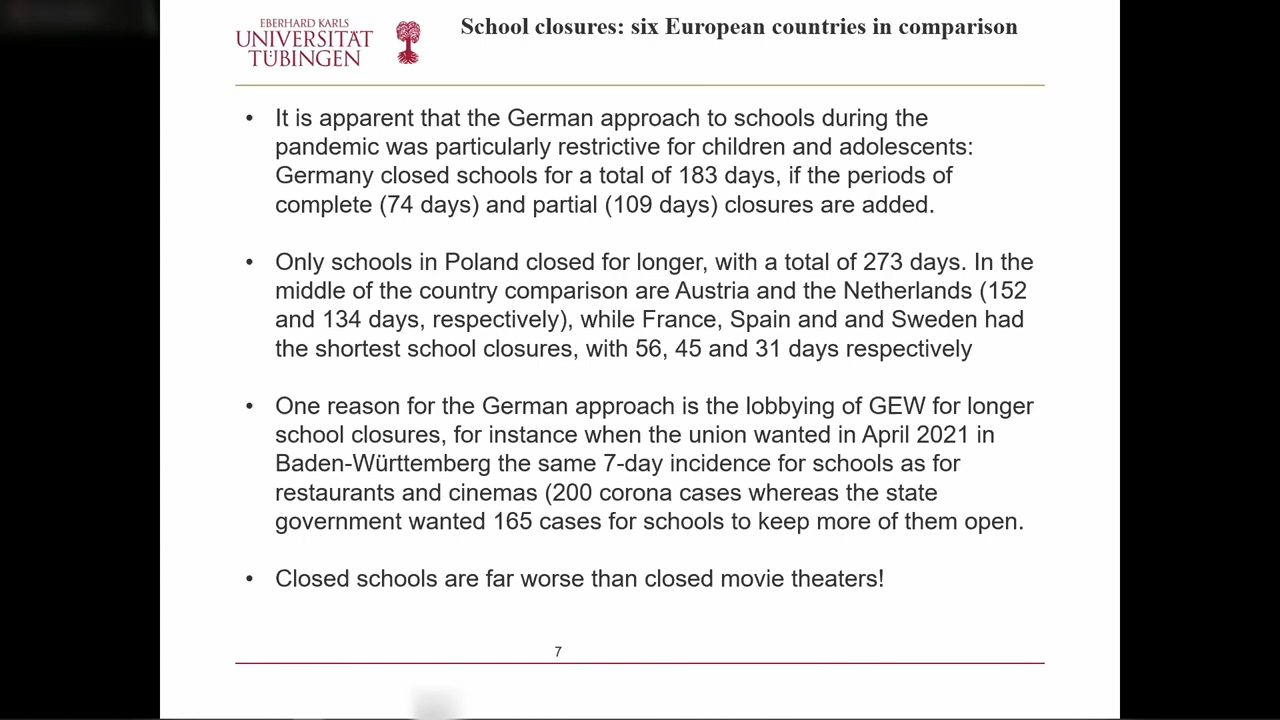 EBERHARD KARLS
UNIVERSITÄT
TÜBINGEN
School closures: six European countries in comparison
• It is apparent that the German approach to schools during the
pandemic was particularly restrictive for children and adolescents:
Germany closed schools for a total of 183 days, if the periods of
complete (74 days) and partial (109 days) closures are added.
• Only schools in Poland closed for longer, with a total of 273 days. In the
middle of the country comparison are Austria and the Netherlands (152
and 134 days, respectively), while France, Spain and and Sweden had
the shortest school closures, with 56, 45 and 31 days respectively
• One reason for the German approach is the lobbying of GEW for longer
school closures, for instance when the union wanted in April 2021 in
Baden-Württemberg the same 7-day incidence for schools as for
restaurants and cinemas (200 corona cases whereas the state
government wanted 165 cases for schools to keep more of them open.
• Closed schools are far worse than closed movie theaters!
7